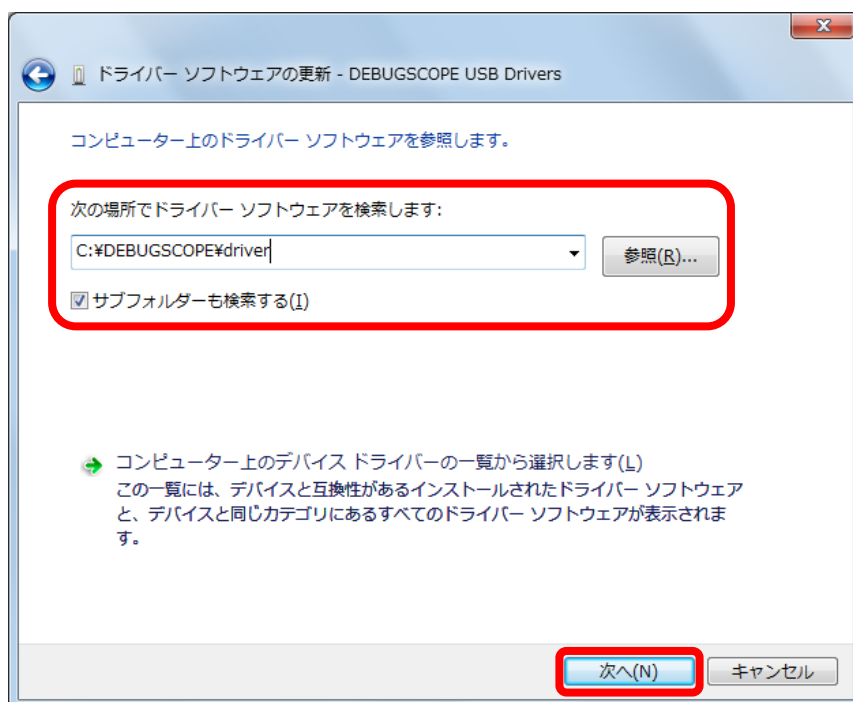 ドライバー ソフトウェアの更新 - DEBUGSCOPE USB Drivers
コンピューター上のドライバー ソフトウェアを参照します。
次の場所でドライバー ソフトウェアを検索します:
C:¥DEBUGSCOPE¥driver
参照(R)...
サブフォルダーも検索する(I)
コンピューター上のデバイス ドライバーの一覧から選択します(L)
この一覧には、デバイスと互換性があるインストールされたドライバー ソフトウェア
と、デバイスと同じカテゴリにあるすべてのドライバー ソフトウェアが表示されま
す。
次へ(N)
キャンセル